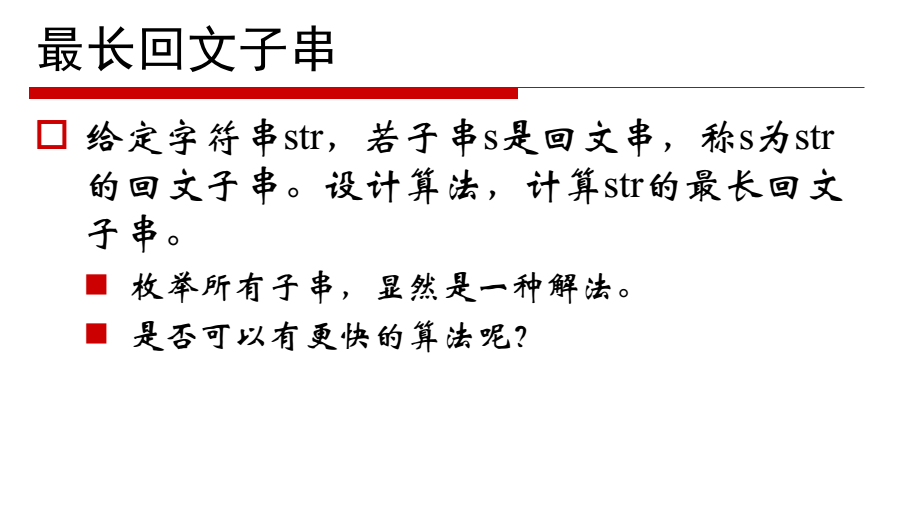 最长回文子串
给定字符串str，若子串s是回文串，称s为str
的回文子串。设计算法，计算str的最长回文
子串。
枚举所有子串，显然是一种解法。
是否可以有更快的算法呢？